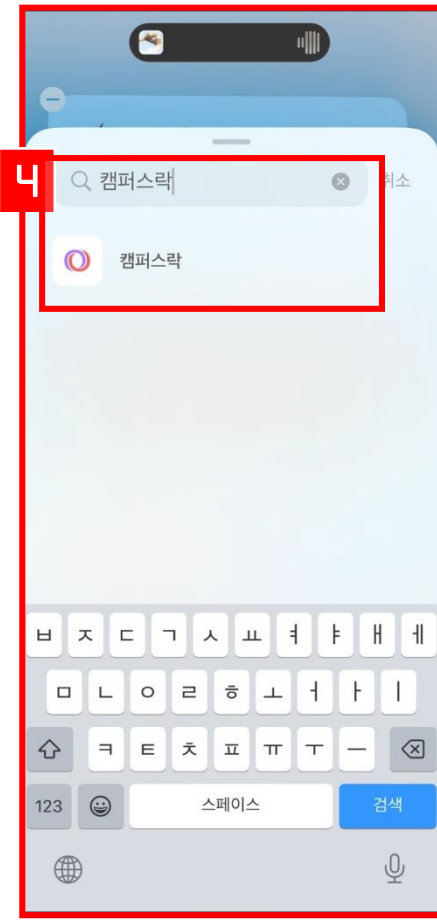 4
캠퍼스락
취소
캠퍼스락
ㅂ ㅈ ㄷ ㄱ ㅅ ㅛ ㅕ ㅑ ㅐ ㅔ
ㅁ ㄴ ㅇ ㄹ ㅎ ㅗ ㅓ ㅏ ㅣ
ㅋ ㅌ ㅊ ㅍ ㅠ ㅜ ㅡ
123 스페이스 검색